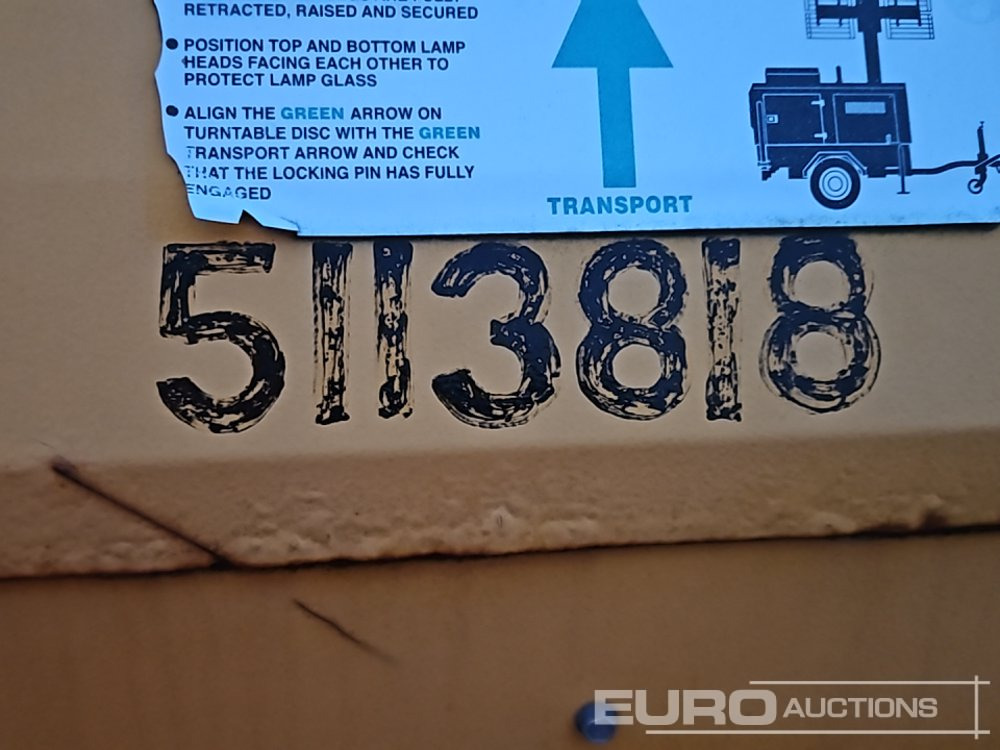 RETRACTED, RAISED AND SECURED
● POSITION TOP AND BOTTOM LAMP
HEADS FACING EACH OTHER TO
PROTECT LAMP GLASS
● ALIGN THE GREEN ARROW ON
TURNTABLE DISC WITH THE GREEN
TRANSPORT ARROW AND CHECK
THAT THE LOCKING PIN HAS FULLY
ENGAGED
TRANSPORT
5113818
EURO AUCTIONS